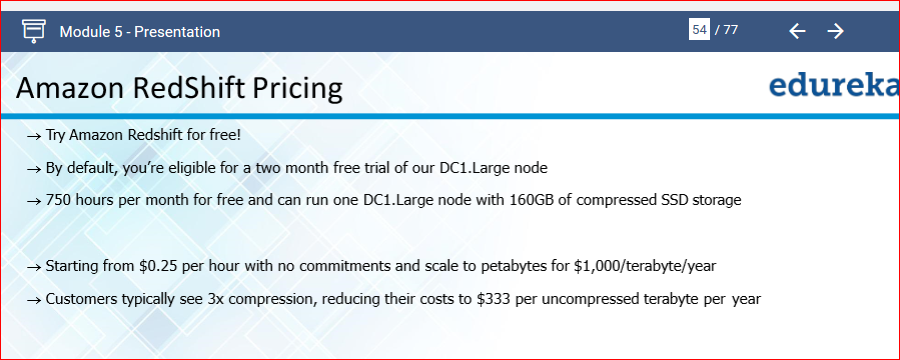 Module 5 - Presentation
54 / 77
Amazon RedShift Pricing
edureka
→ Try Amazon Redshift for free!
→ By default, you’re eligible for a two month free trial of our DC1.Large node
→ 750 hours per month for free and can run one DC1.Large node with 160GB of compressed SSD storage
→ Starting from $0.25 per hour with no commitments and scale to petabytes for $1,000/terabyte/year
→ Customers typically see 3x compression, reducing their costs to $333 per uncompressed terabyte per year